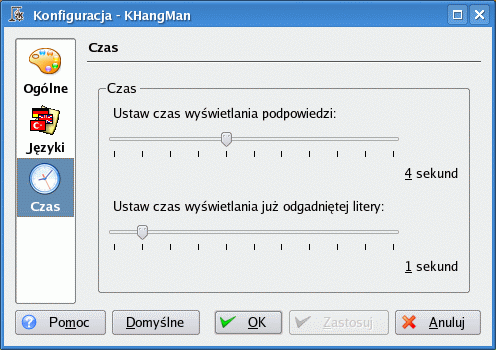 Konfiguracja - KHangMan
Ogólne
Języki
Czas
Czas
Czas
Ustaw czas wyświetlania podpowiedzi:
4 sekund
Ustaw czas wyświetlania już odgadniętej litery:
1 sekund
Pomoc
Domyślne
OK
Zastosuj
Anuluj